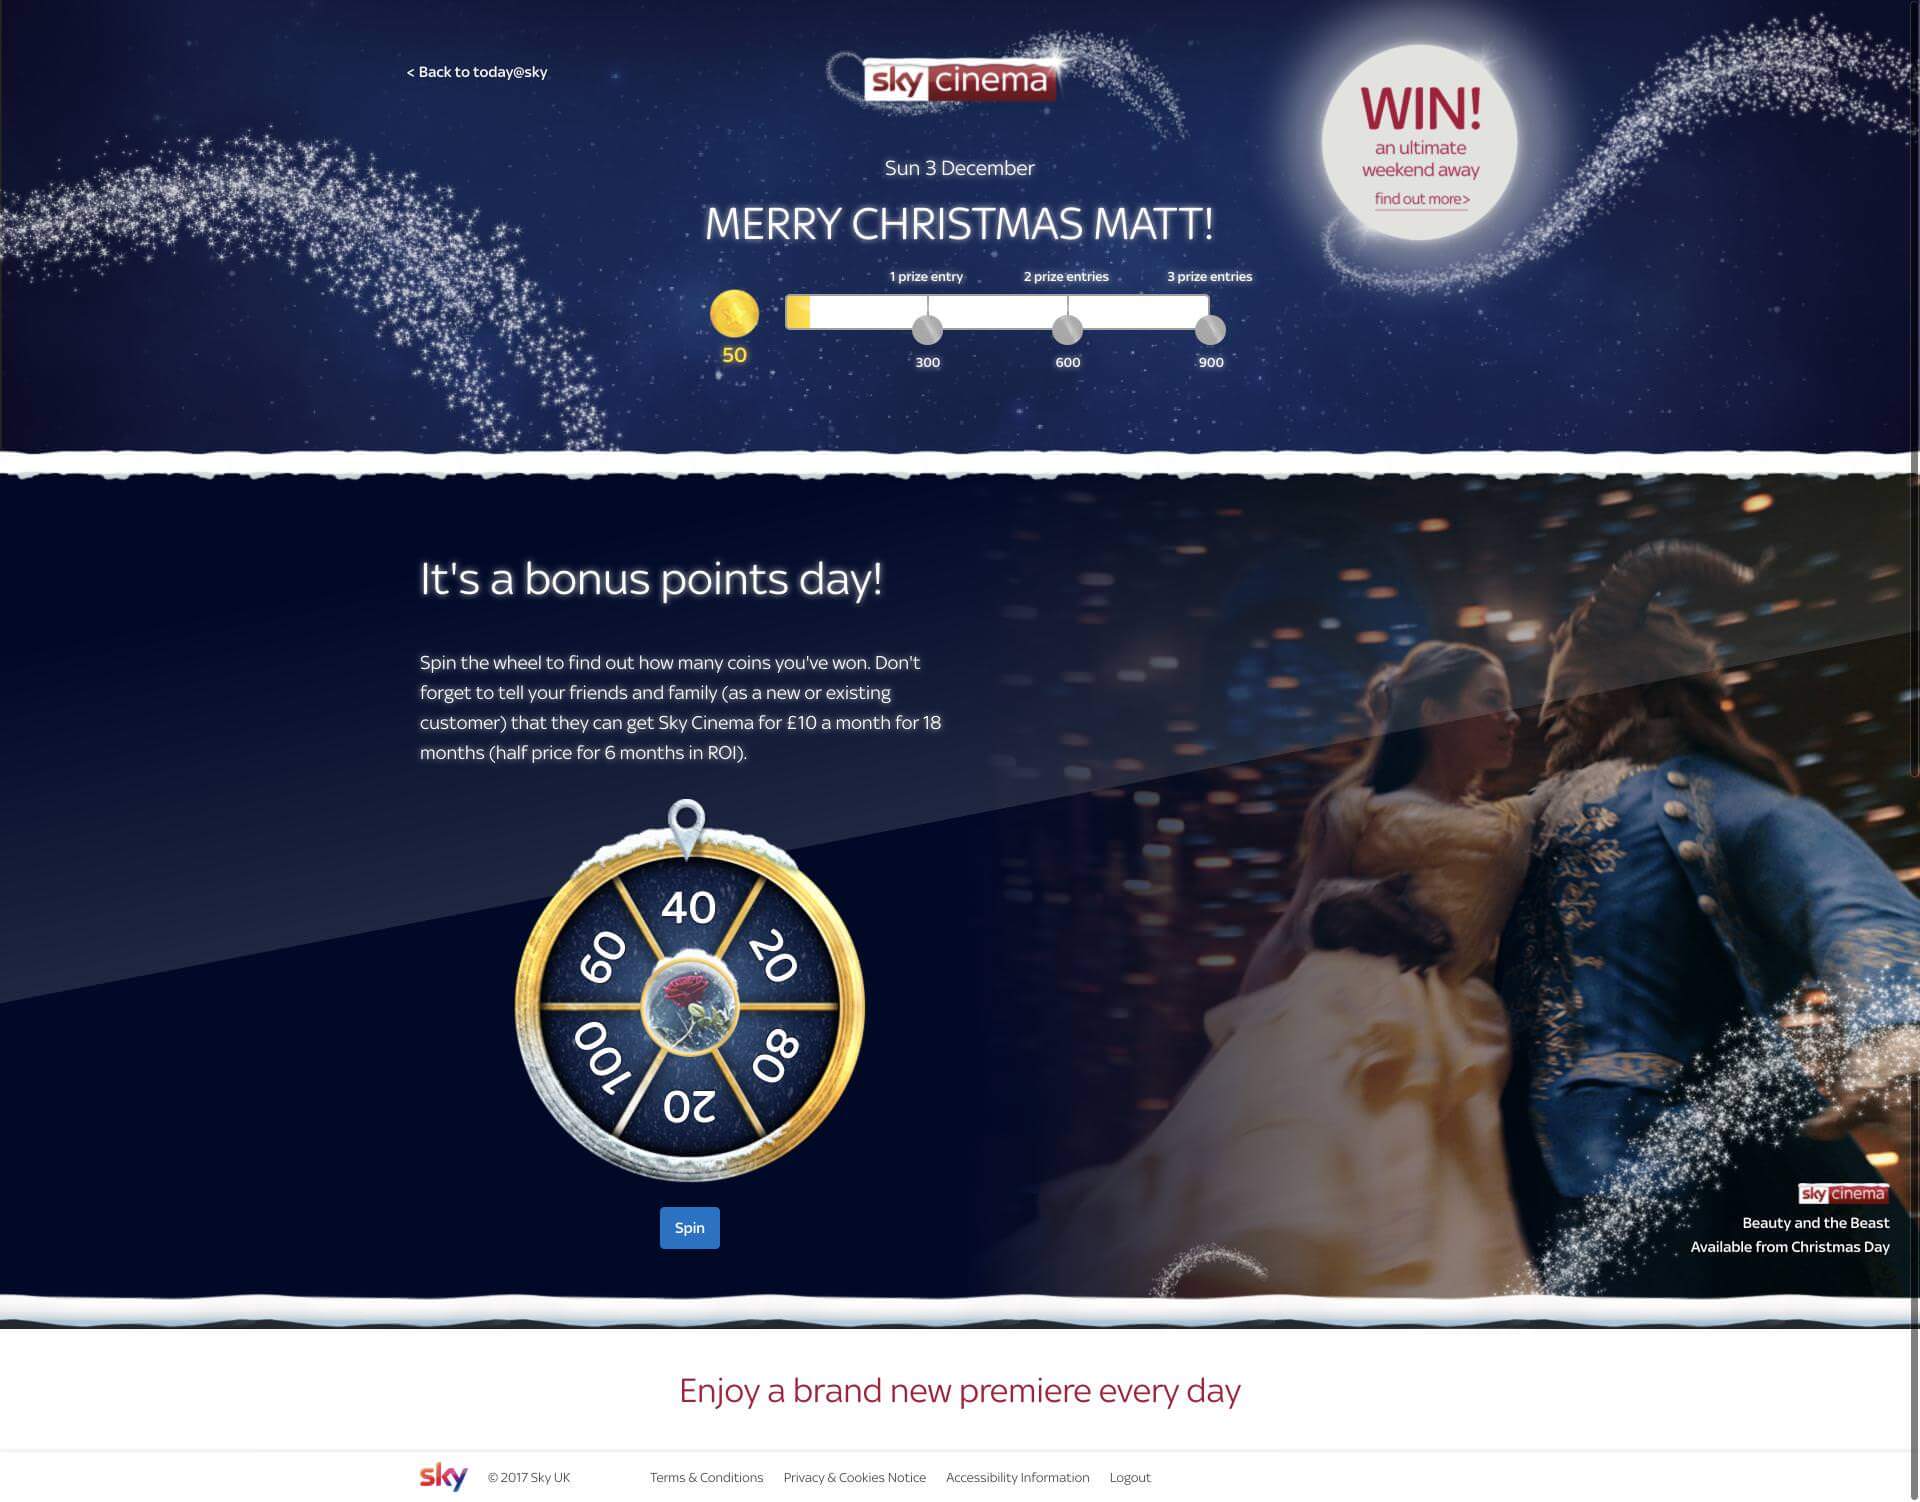 < Back to today@sky
sky cinema
WIN!
an ultimate
weekend away
find out more>
Sun 3 December
MERRY CHRISTMAS MATT!
1 prize entry
2 prize entries
3 prize entries
50
300
600
900
It's a bonus points day!
Spin the wheel to find out how many coins you've won. Don't
forget to tell your friends and family (as a new or existing
customer) that they can get Sky Cinema for £10 a month for 18
months (half price for 6 months in ROI).
40
20
80
20
100
60
Spin
sky cinema
Beauty and the Beast
Available from Christmas Day
Enjoy a brand new premiere every day
sky
© 2017 Sky UK
Terms & Conditions
Privacy & Cookies Notice
Accessibility Information
Logout